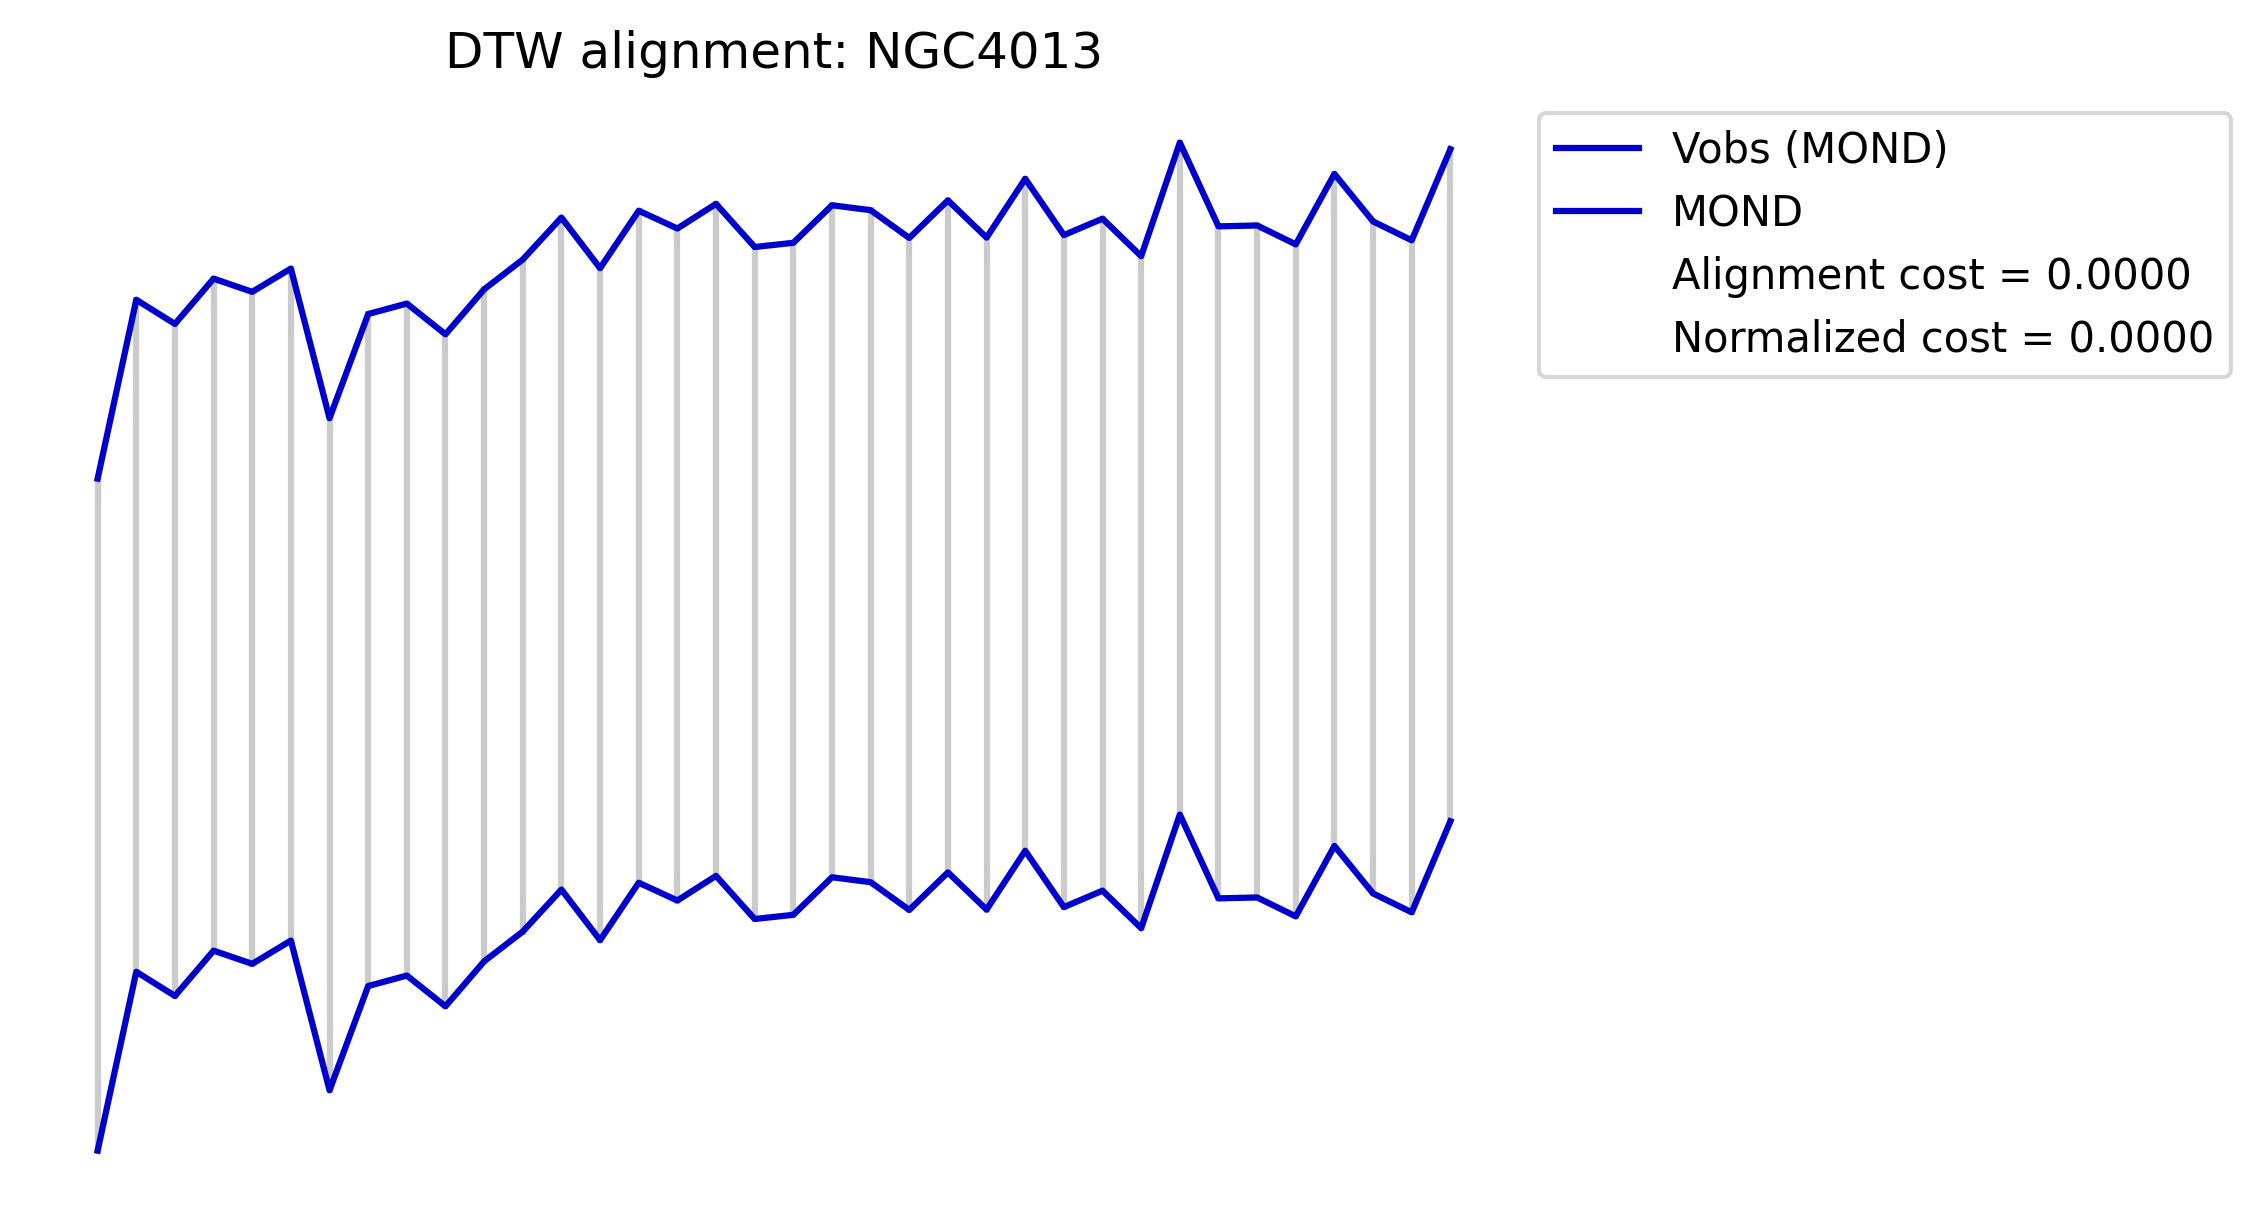 DTW alignment: NGC4013
Vobs (MOND)
MOND
Alignment cost = 0.0000
Normalized cost = 0.0000